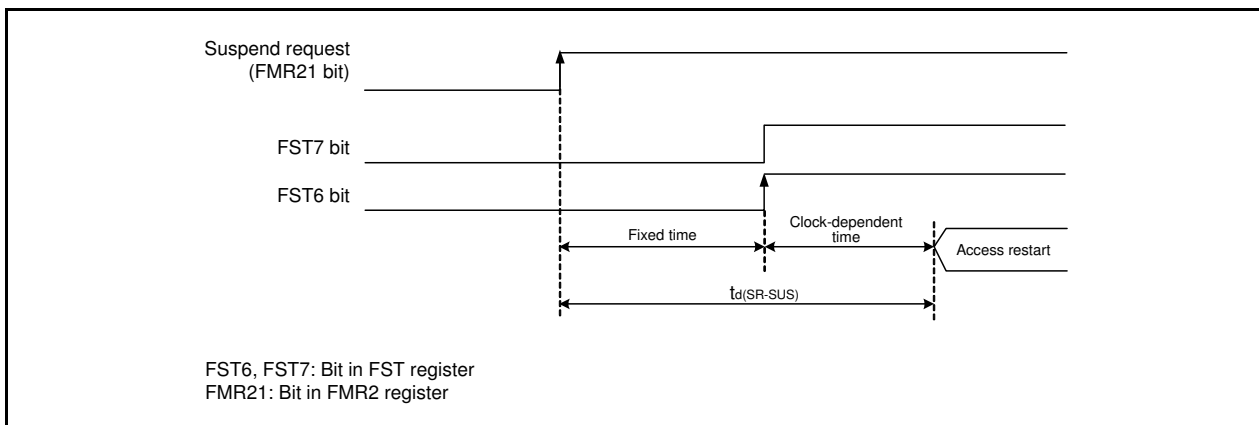 Suspend request
(FMR21 bit)
FST7 bit
FST6 bit
Fixed time
Clock-dependent
time
Access restart
td(SR-SUS)
FST6, FST7: Bit in FST register
FMR21: Bit in FMR2 register